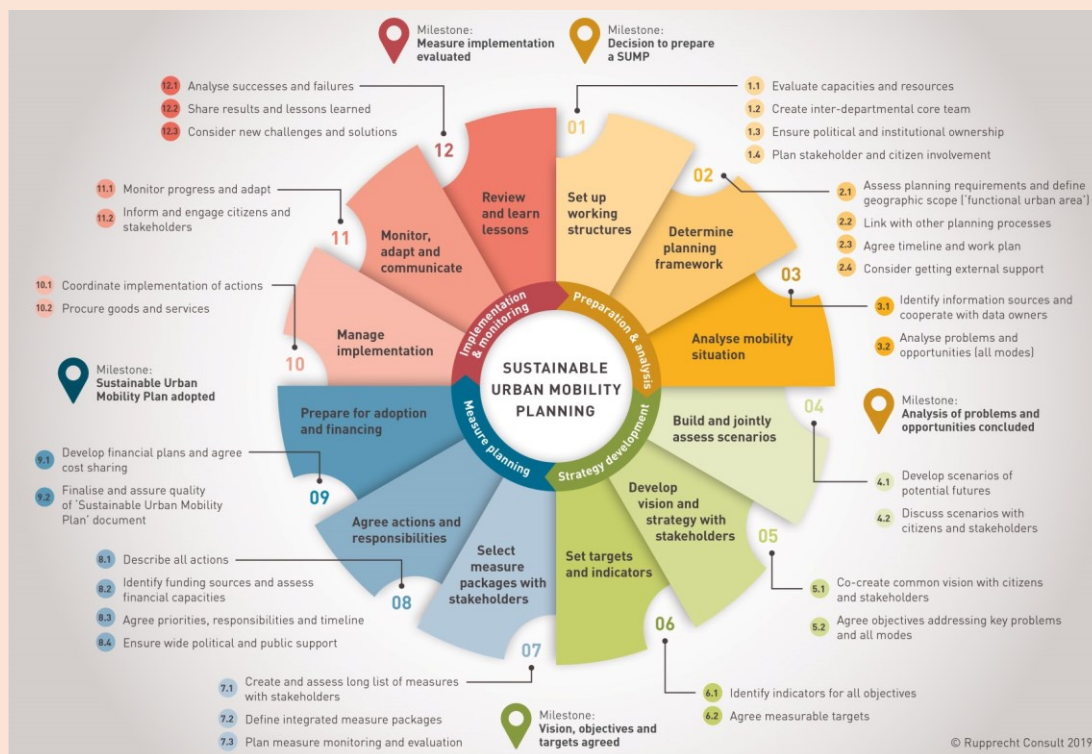 Milestone:
Measure implementation
evaluated
Milestone:
Decision to prepare
a SUMP
12.1 Analyse successes and failures
12.2 Share results and lessons learned
12.3 Consider new challenges and solutions
1.1 Evaluate capacities and resources
1.2 Create inter-departmental core team
1.3 Ensure political and institutional ownership
1.4 Plan stakeholder and citizen involvement
11.1 Monitor progress and adapt
11.2 Inform and engage citizens and
stakeholders
2.1 Assess planning requirements and define
geographic scope (‘functional urban area’)
2.2 Link with other planning processes
2.3 Agree timeline and work plan
2.4 Consider getting external support
10.1 Coordinate implementation of actions
10.2 Procure goods and services
3.1 Identify information sources and
cooperate with data owners
3.2 Analyse problems and
opportunities (all modes)
Milestone:
Sustainable Urban
Mobility Plan adopted
Milestone:
Analysis of problems and
opportunities concluded
SUSTAINABLE
URBAN MOBILITY
PLANNING
Preparation & analysis
Strategy development
Measure planning
Implementation
& monitoring
01
Set up
working
structures
02
Determine
planning
framework
03
Analyse mobility
situation
04
Build and jointly
assess scenarios
05
Develop
vision and
strategy with
stakeholders
06
Set targets
and indicators
07
Select
measure
packages with
stakeholders
08
Agree actions and
responsibilities
09
Prepare for adoption
and financing
10
Manage
implementation
11
Monitor,
adapt and
communicate
12
Review
and learn
lessons
9.1 Develop financial plans and agree
cost sharing
9.2 Finalise and assure quality
of ‘Sustainable Urban Mobility
Plan’ document
4.1 Develop scenarios of
potential futures
4.2 Discuss scenarios with
citizens and stakeholders
8.1 Describe all actions
8.2 Identify funding sources and assess
financial capacities
8.3 Agree priorities, responsibilities and timeline
8.4 Ensure wide political and public support
5.1 Co-create common vision with citizens
and stakeholders
5.2 Agree objectives addressing key problems
and all modes
7.1 Create and assess long list of measures
with stakeholders
7.2 Define integrated measure packages
7.3 Plan measure monitoring and evaluation
Milestone:
Vision, objectives and
targets agreed
6.1 Identify indicators for all objectives
6.2 Agree measurable targets
© Rupprecht Consult 2019